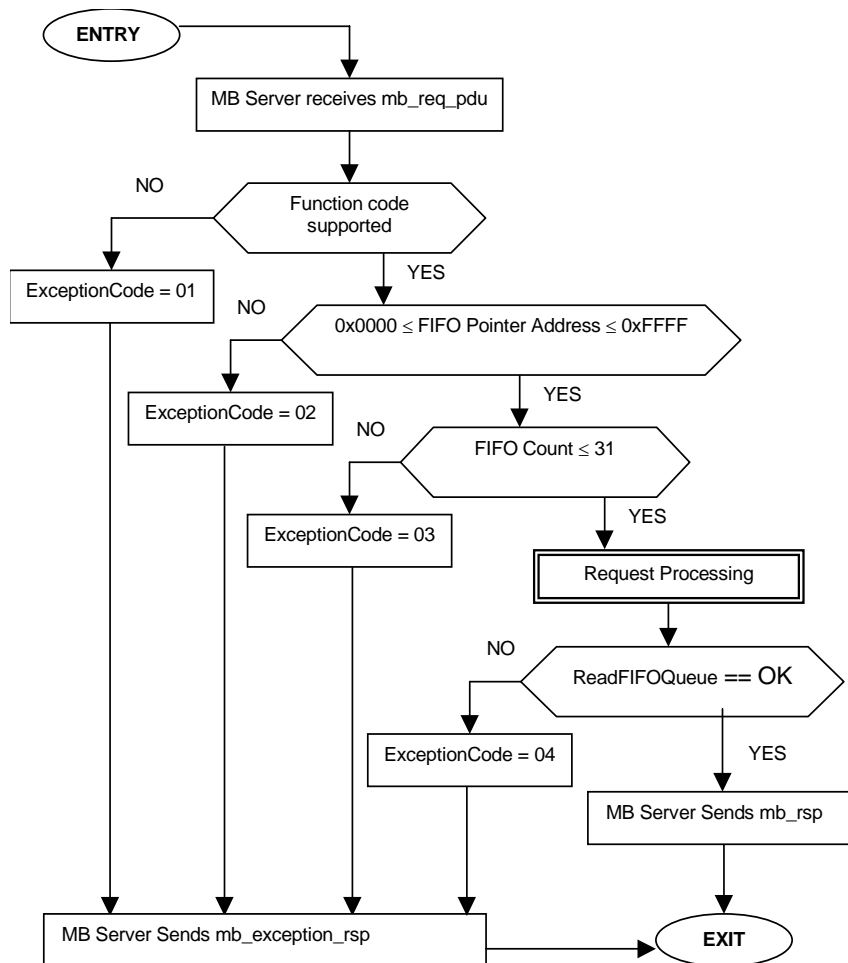 ENTRY
MB Server receives mb_req_pdu
NO
Function code
supported
YES
ExceptionCode = 01
NO
0x0000 ≤ FIFO Pointer Address ≤ 0xFFFF
YES
ExceptionCode = 02
NO
FIFO Count ≤ 31
YES
ExceptionCode = 03
Request Processing
NO
ReadFIFOQueue == OK
YES
ExceptionCode = 04
MB Server Sends mb_rsp
MB Server Sends mb_exception_rsp
EXIT